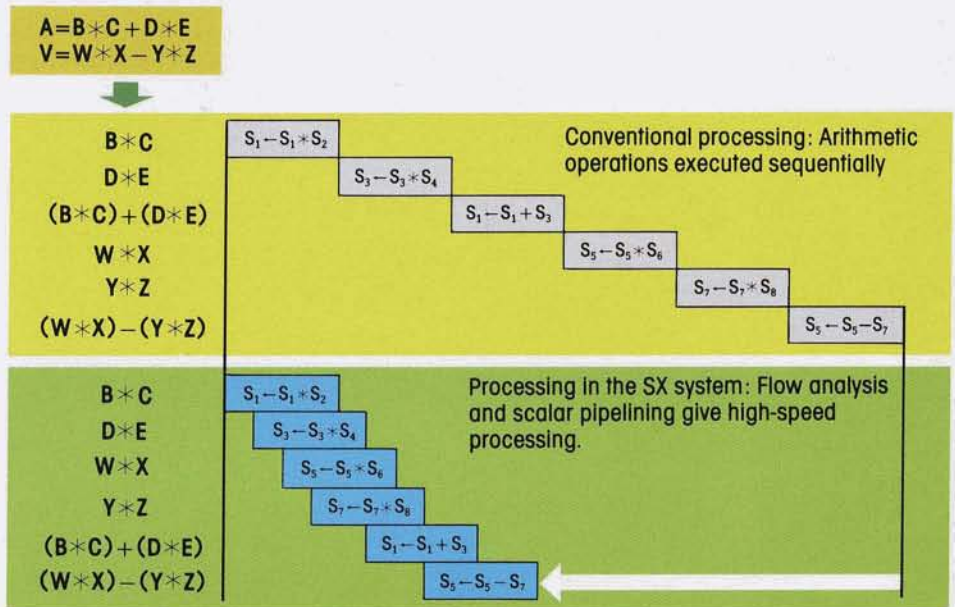 A=B*C+D*E
V=W*X−Y*Z
Conventional processing: Arithmetic
operations executed sequentially
B*C S₁←S₁*S₂
D*E S₃←S₃*S₄
(B*C)+(D*E) S₁←S₁+S₃
W*X S₅←S₅*S₆
Y*Z S₇←S₇*S₈
(W*X)−(Y*Z) S₅←S₅−S₇
Processing in the SX system: Flow analysis
and scalar pipelining give high-speed
processing.
B*C S₁←S₁*S₂
D*E S₃←S₃*S₄
W*X S₅←S₅*S₆
Y*Z S₇←S₇*S₈
(B*C)+(D*E) S₁←S₁+S₃
(W*X)−(Y*Z) S₅←S₅−S₇